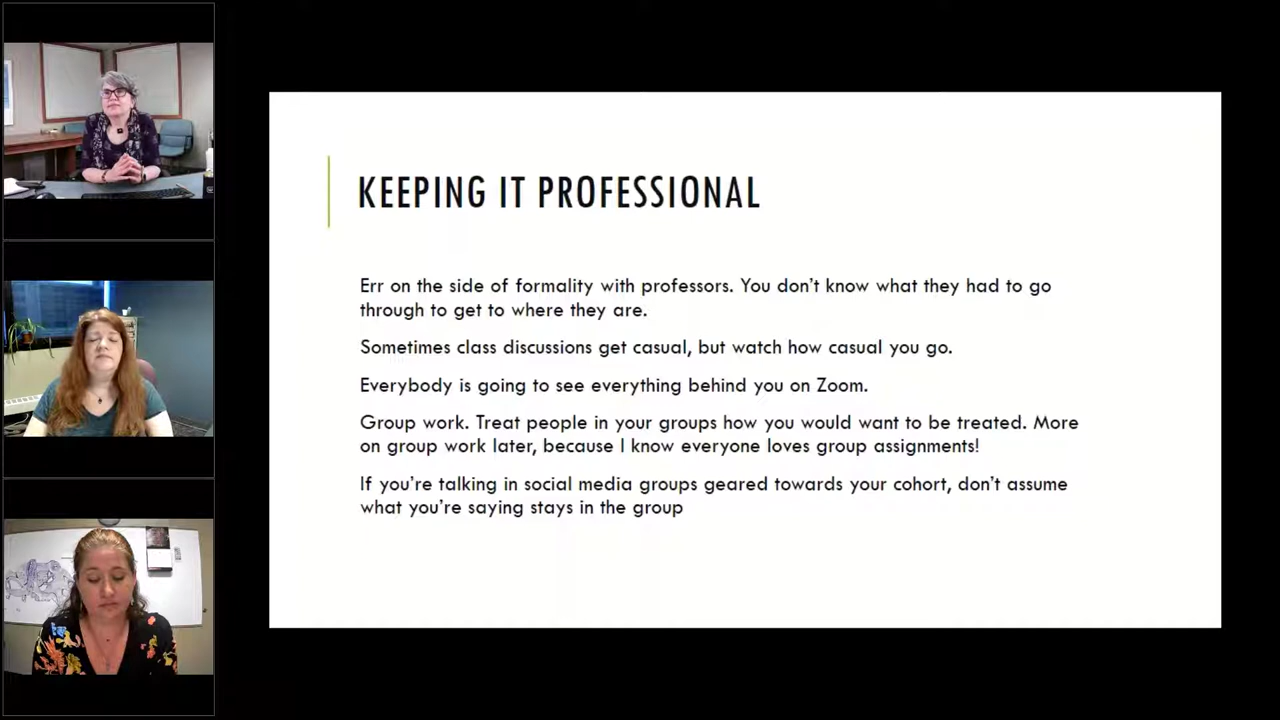 KEEPING IT PROFESSIONAL
Err on the side of formality with professors. You don't know what they had to go
through to get to where they are.
Sometimes class discussions get casual, but watch how casual you go.
Everybody is going to see everything behind you on Zoom.
Group work. Treat people in your groups how you would want to be treated. More
on group work later, because I know everyone loves group assignments!
If you're talking in social media groups geared towards your cohort, don't assume
what you're saying stays in the group